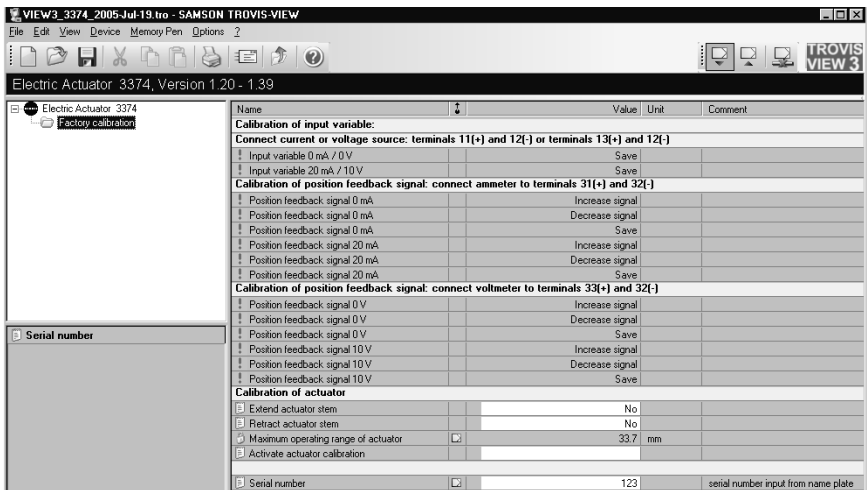 VIEW3_3374_2005-Jul-19.tro - SAMSON TROVIS-VIEW
File Edit View Device Memory Pen Options ?
TROVIS
VIEW 3
Electric Actuator 3374, Version 1.20 - 1.39
Electric Actuator 3374
Factory calibration
Serial number
Name Value Unit Comment
Calibration of input variable:
Connect current or voltage source: terminals 11(+) and 12(-) or terminals 13(+) and 12(-)
Input variable 0 mA / 0 V Save
Input variable 20 mA / 10 V Save
Calibration of position feedback signal: connect ammeter to terminals 31(+) and 32(-)
Position feedback signal 0 mA Increase signal
Position feedback signal 0 mA Decrease signal
Position feedback signal 0 mA Save
Position feedback signal 20 mA Increase signal
Position feedback signal 20 mA Decrease signal
Position feedback signal 20 mA Save
Calibration of position feedback signal: connect voltmeter to terminals 33(+) and 32(-)
Position feedback signal 0 V Increase signal
Position feedback signal 0 V Decrease signal
Position feedback signal 0 V Save
Position feedback signal 10 V Increase signal
Position feedback signal 10 V Decrease signal
Position feedback signal 10 V Save
Calibration of actuator
Extend actuator stem No
Retract actuator stem No
Maximum operating range of actuator 33.7 mm
Activate actuator calibration
Serial number 123 serial number input from name plate